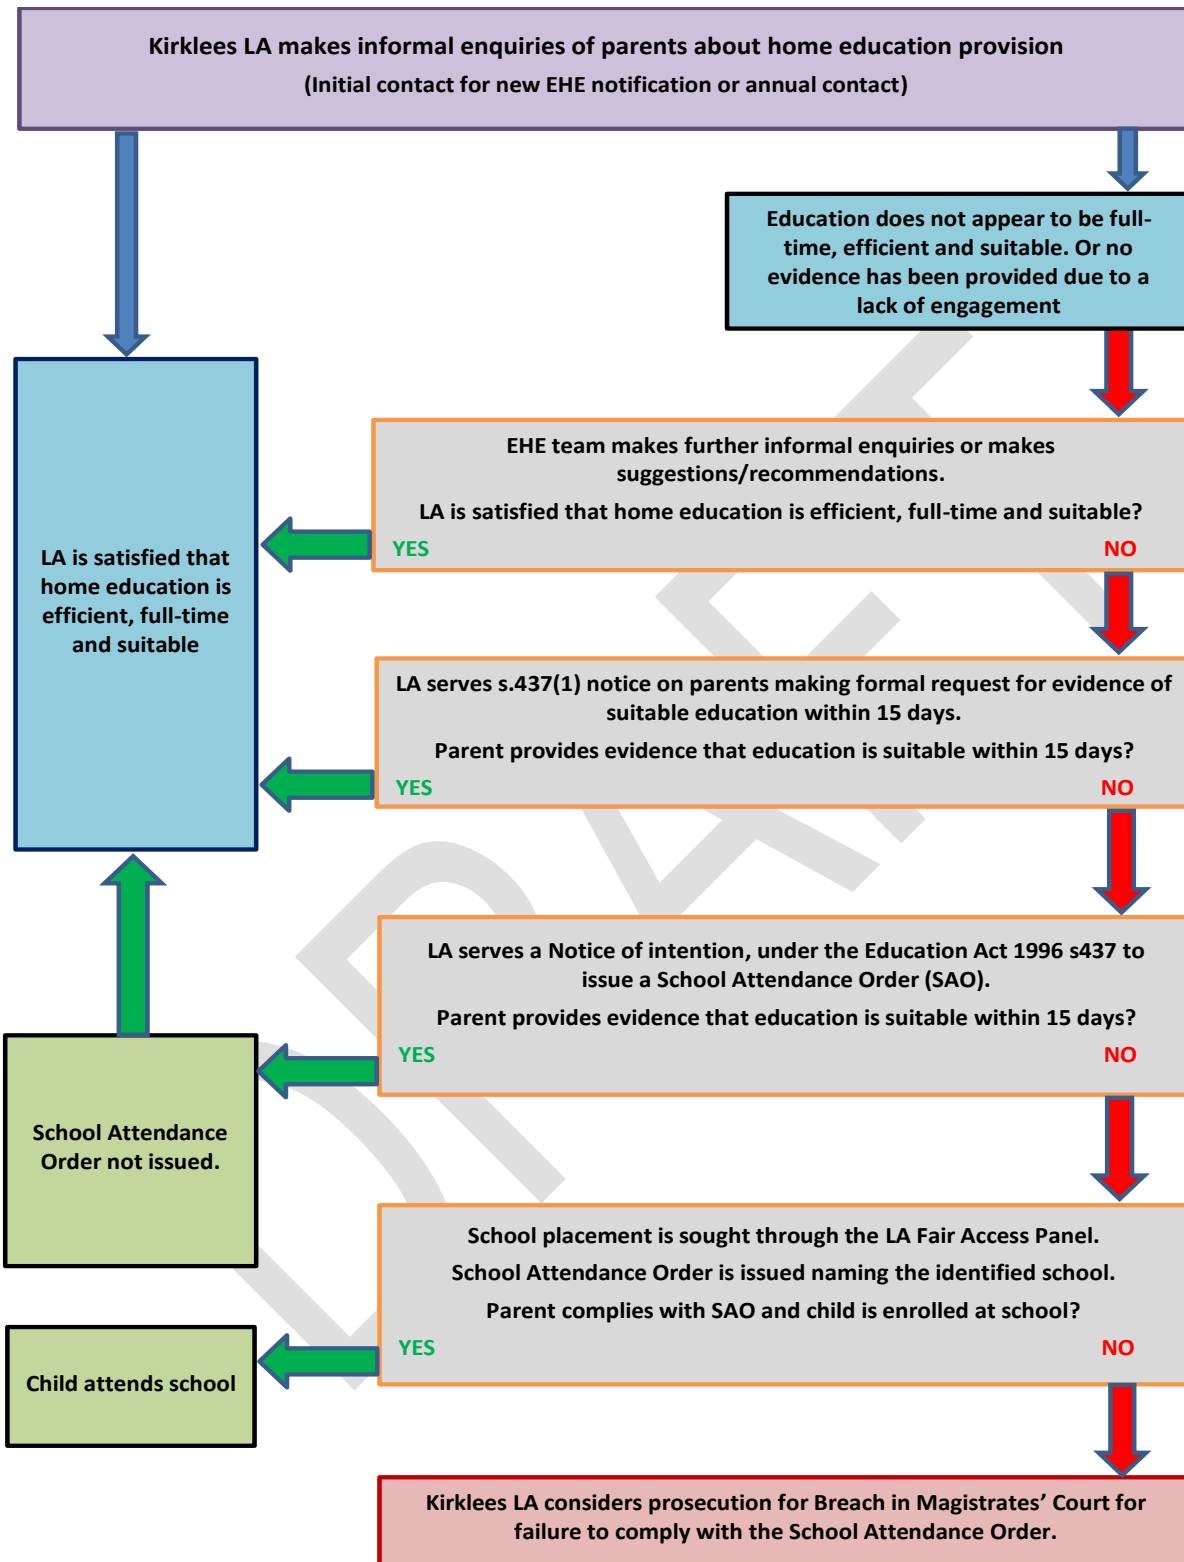 Kirklees LA makes informal enquiries of parents about home education provision
(Initial contact for new EHE notification or annual contact)
Education does not appear to be full-
time, efficient and suitable. Or no
evidence has been provided due to a
lack of engagement
EHE team makes further informal enquiries or makes
suggestions/recommendations.
LA is satisfied that home education is efficient, full-time and suitable?
YES
NO
LA is satisfied that
home education is
efficient, full-time
and suitable
LA serves s.437(1) notice on parents making formal request for evidence of
suitable education within 15 days.
Parent provides evidence that education is suitable within 15 days?
YES
NO
LA serves a Notice of intention, under the Education Act 1996 s437 to
issue a School Attendance Order (SAO).
Parent provides evidence that education is suitable within 15 days?
YES
NO
School Attendance
Order not issued.
School placement is sought through the LA Fair Access Panel.
School Attendance Order is issued naming the identified school.
Parent complies with SAO and child is enrolled at school?
YES
NO
Child attends school
Kirklees LA considers prosecution for Breach in Magistrates’ Court for
failure to comply with the School Attendance Order.
DRAFT